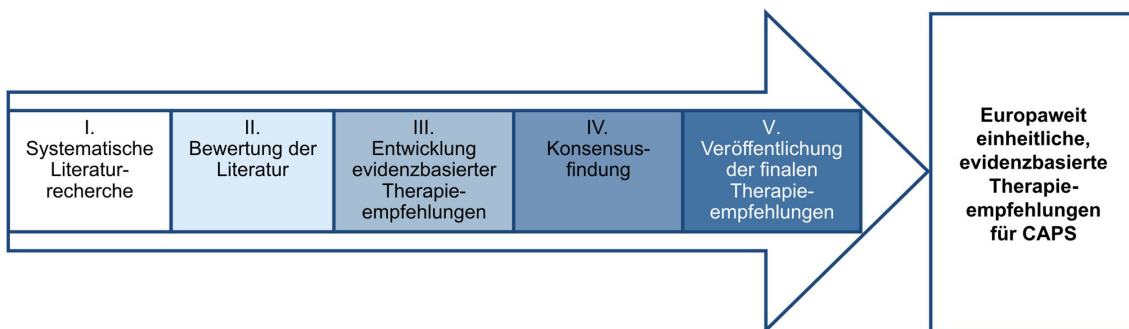 I.
Systematische
Literatur-
recherche
II.
Bewertung der
Literatur
III.
Entwicklung
evidenzbasierter
Therapie-
empfehlungen
IV.
Konsensus-
findung
V.
Veröffentlichung
der finalen
Therapie-
empfehlungen
Europaweit
einheitliche,
evidenzbasierte
Therapie-
empfehlungen
für CAPS